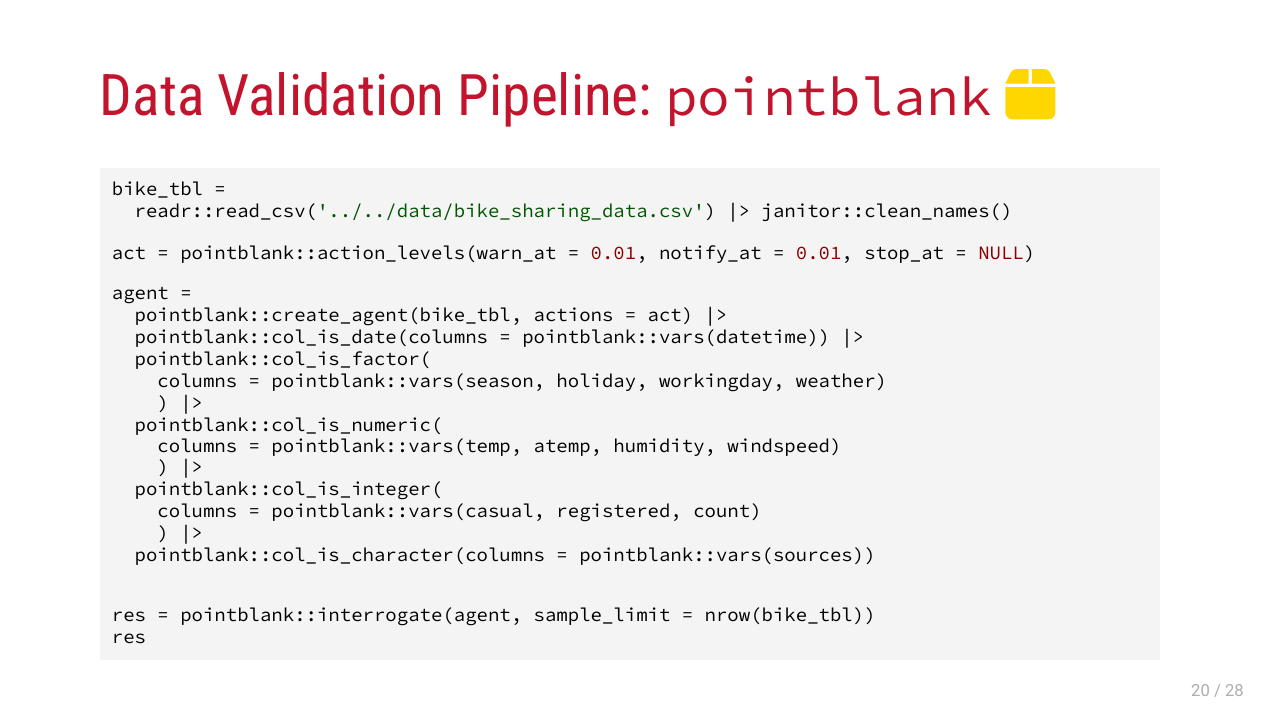 Data Validation Pipeline: pointblank
bike_tbl =
  readr::read_csv('../../data/bike_sharing_data.csv') |> janitor::clean_names()
act = pointblank::action_levels(warn_at = 0.01, notify_at = 0.01, stop_at = NULL)
agent =
  pointblank::create_agent(bike_tbl, actions = act) |>
  pointblank::col_is_date(columns = pointblank::vars(datetime)) |>
  pointblank::col_is_factor(
    columns = pointblank::vars(season, holiday, workingday, weather)
    ) |>
  pointblank::col_is_numeric(
    columns = pointblank::vars(temp, atemp, humidity, windspeed)
    ) |>
  pointblank::col_is_integer(
    columns = pointblank::vars(casual, registered, count)
    ) |>
  pointblank::col_is_character(columns = pointblank::vars(sources))
res = pointblank::interrogate(agent, sample_limit = nrow(bike_tbl))
res
20 / 28